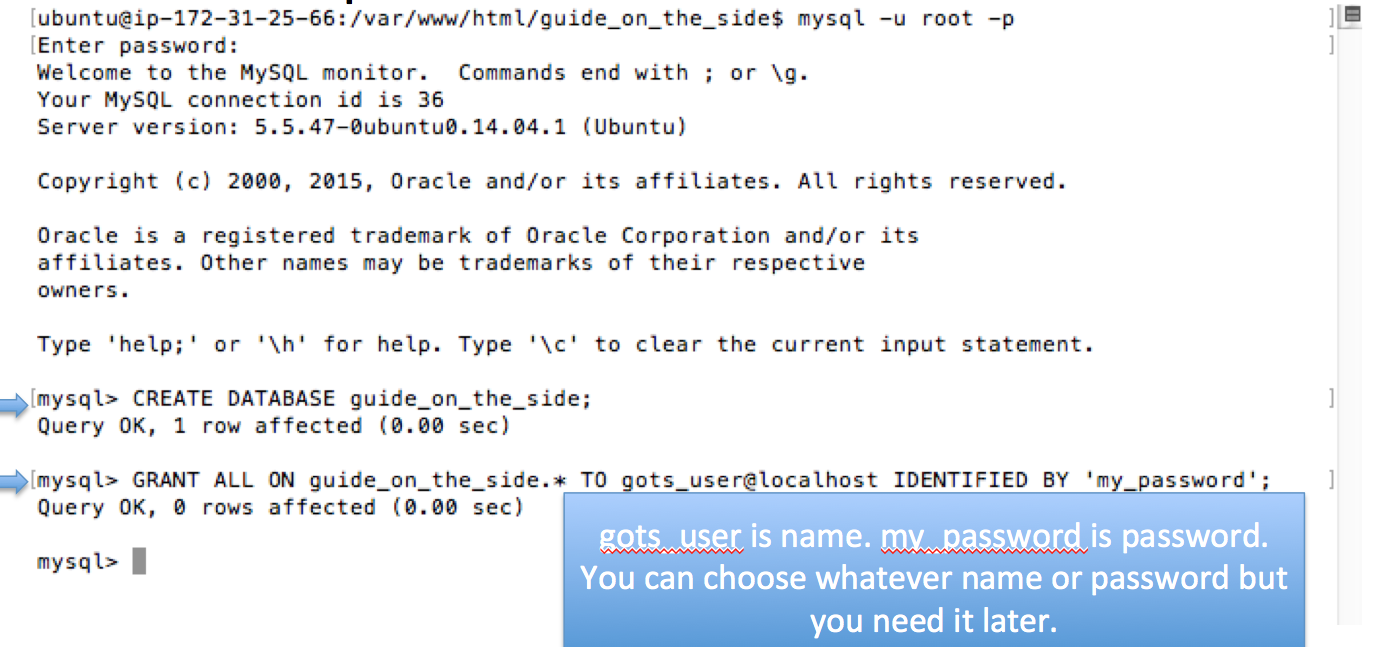 ubuntu@ip-172-31-25-66:/var/www/html/guide_on_the_side$ mysql -u root -p
Enter password:
Welcome to the MySQL monitor.  Commands end with ; or \g.
Your MySQL connection id is 36
Server version: 5.5.47-0ubuntu0.14.04.1 (Ubuntu)
Copyright (c) 2000, 2015, Oracle and/or its affiliates. All rights reserved.
Oracle is a registered trademark of Oracle Corporation and/or its
affiliates. Other names may be trademarks of their respective
owners.
Type 'help;' or '\h' for help. Type '\c' to clear the current input statement.
mysql> CREATE DATABASE guide_on_the_side;
Query OK, 1 row affected (0.00 sec)
mysql> GRANT ALL ON guide_on_the_side.* TO gots_user@localhost IDENTIFIED BY 'my_password';
Query OK, 0 rows affected (0.00 sec)
mysql>
gots_user is name. my_password is password.
You can choose whatever name or password but
you need it later.